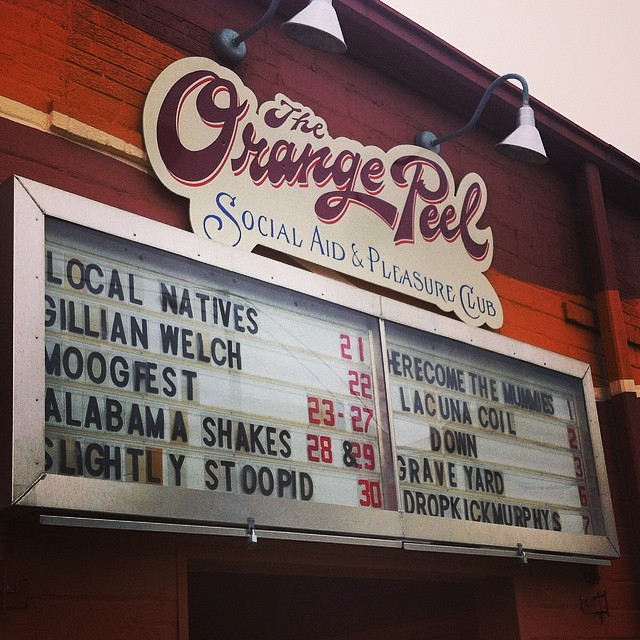 The
Orange Peel
SOCIAL AID & PLEASURE CLUB
LOCAL NATIVES 21
GILLIAN WELCH 22
MOOGFEST 23-27
ALABAMA SHAKES 28 &29
SLIGHTLY STOOPID 30
HERECOME THE MUMMIES 1
LACUNA COIL 2
DOWN 3
GRAVE YARD 6
DROPKICKMURPHYS 7